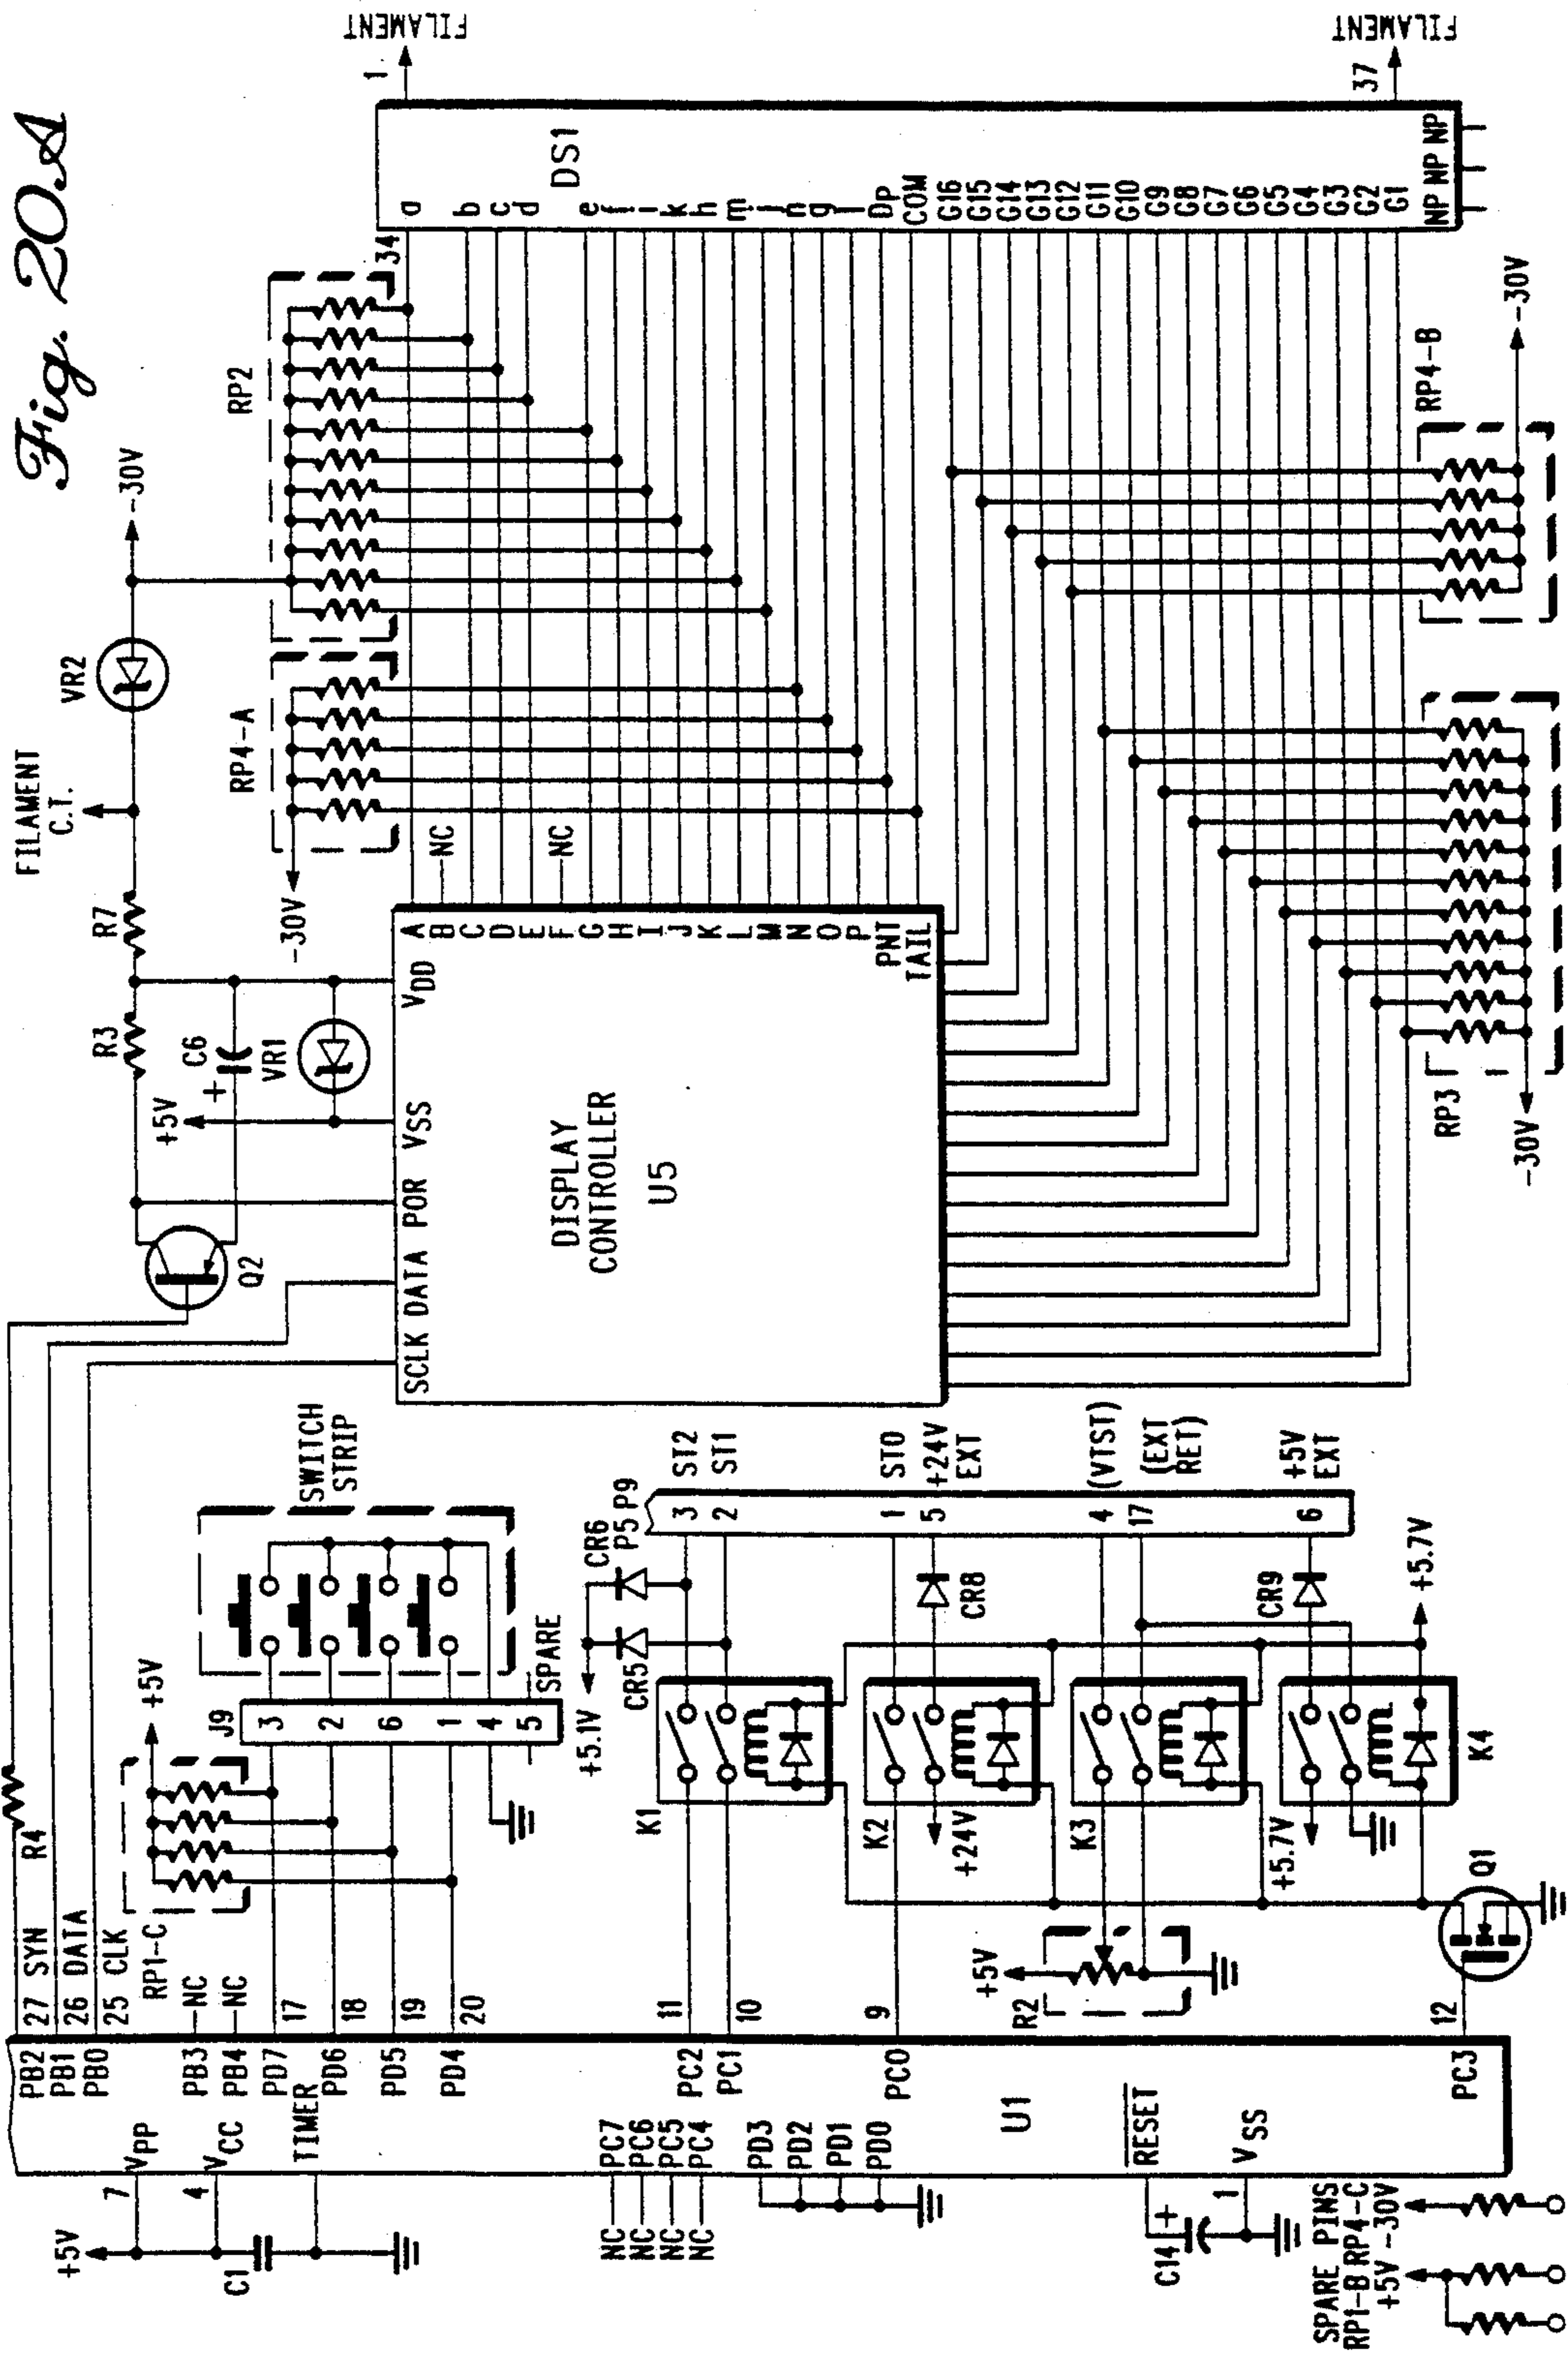 Fig. 20A
FILAMENT
FILAMENT
1
37
DS1
34
a
b
c
d
e
f
i
k
h
m
j
n
g
l
Dp
COM
G16
G15
G14
G13
G12
G11
G10
G9
G8
G7
G6
G5
G4
G3
G2
G1
NP NP NP
RP2
-30V
VR2
RP4-A
-30V
RP4-B
-30V
RP3
-30V
FILAMENT
C.T.
R7
R3
C6
+
VR1
+5V
Q2
NC
NC
SCLK DATA POR VSS VDD
A
B
C
D
E
F
G
H
I
J
K
L
M
N
O
P
PNT
TAIL
DISPLAY
CONTROLLER
U5
SWITCH
STRIP
SPARE
J9
3
2
6
1
4
5
+5V
RP1-C
R4
CR6
P5 P9
CR5
+5.1V
3 ST2
2 ST1
1 ST0
5 +24V
EXT
4 (VTST)
17 (EXT
RET)
6 +5V
EXT
CR8
CR9
+5.7V
K1
K2
+24V
K3
+5.7V
K4
R2
+5V
Q1
27 SYN
26 DATA
25 CLK
NC
NC
17
18
19
20
11
10
9
12
PB2
PB1
PB0
PB3
PB4
PD7
PD6
PD5
PD4
PC2
PC1
PC0
PC3
VPP
VCC
TIMER
PC7
PC6
PC5
PC4
PD3
PD2
PD1
PD0
U1
RESET
VSS
7
4
+5V
C1
NC
NC
NC
NC
C14 +
1
SPARE PINS
RP1-B RP4-C
+5V -30V